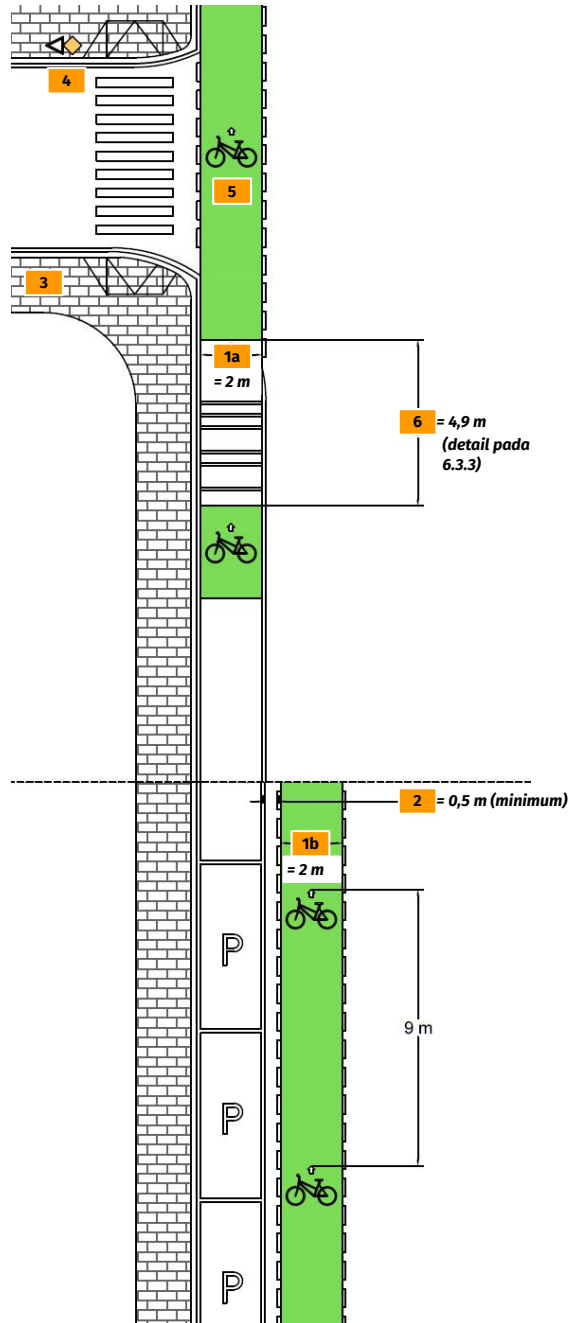 4
5
3
1a
= 2 m
6 = 4,9 m
(detail pada
6.3.3)
2 = 0,5 m (minimum)
1b
= 2 m
P
9 m
P
P